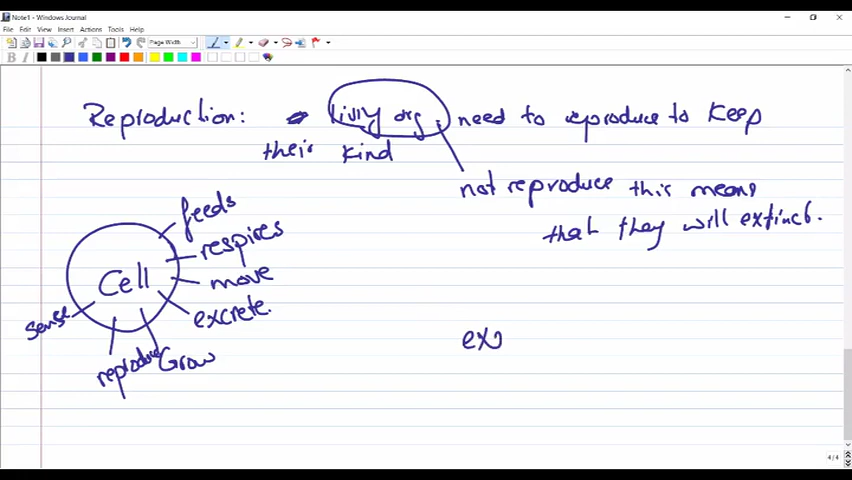 Note1 - Windows Journal
File Edit View Insert Actions Tools Help
Page Width
B I
Reproduction: living org need to reproduce to Keep
their kind
not reproduce this means
that they will extinct.
feeds
respires
Cell
move
sense
excrete.
reproduce Grow
ex
4/4